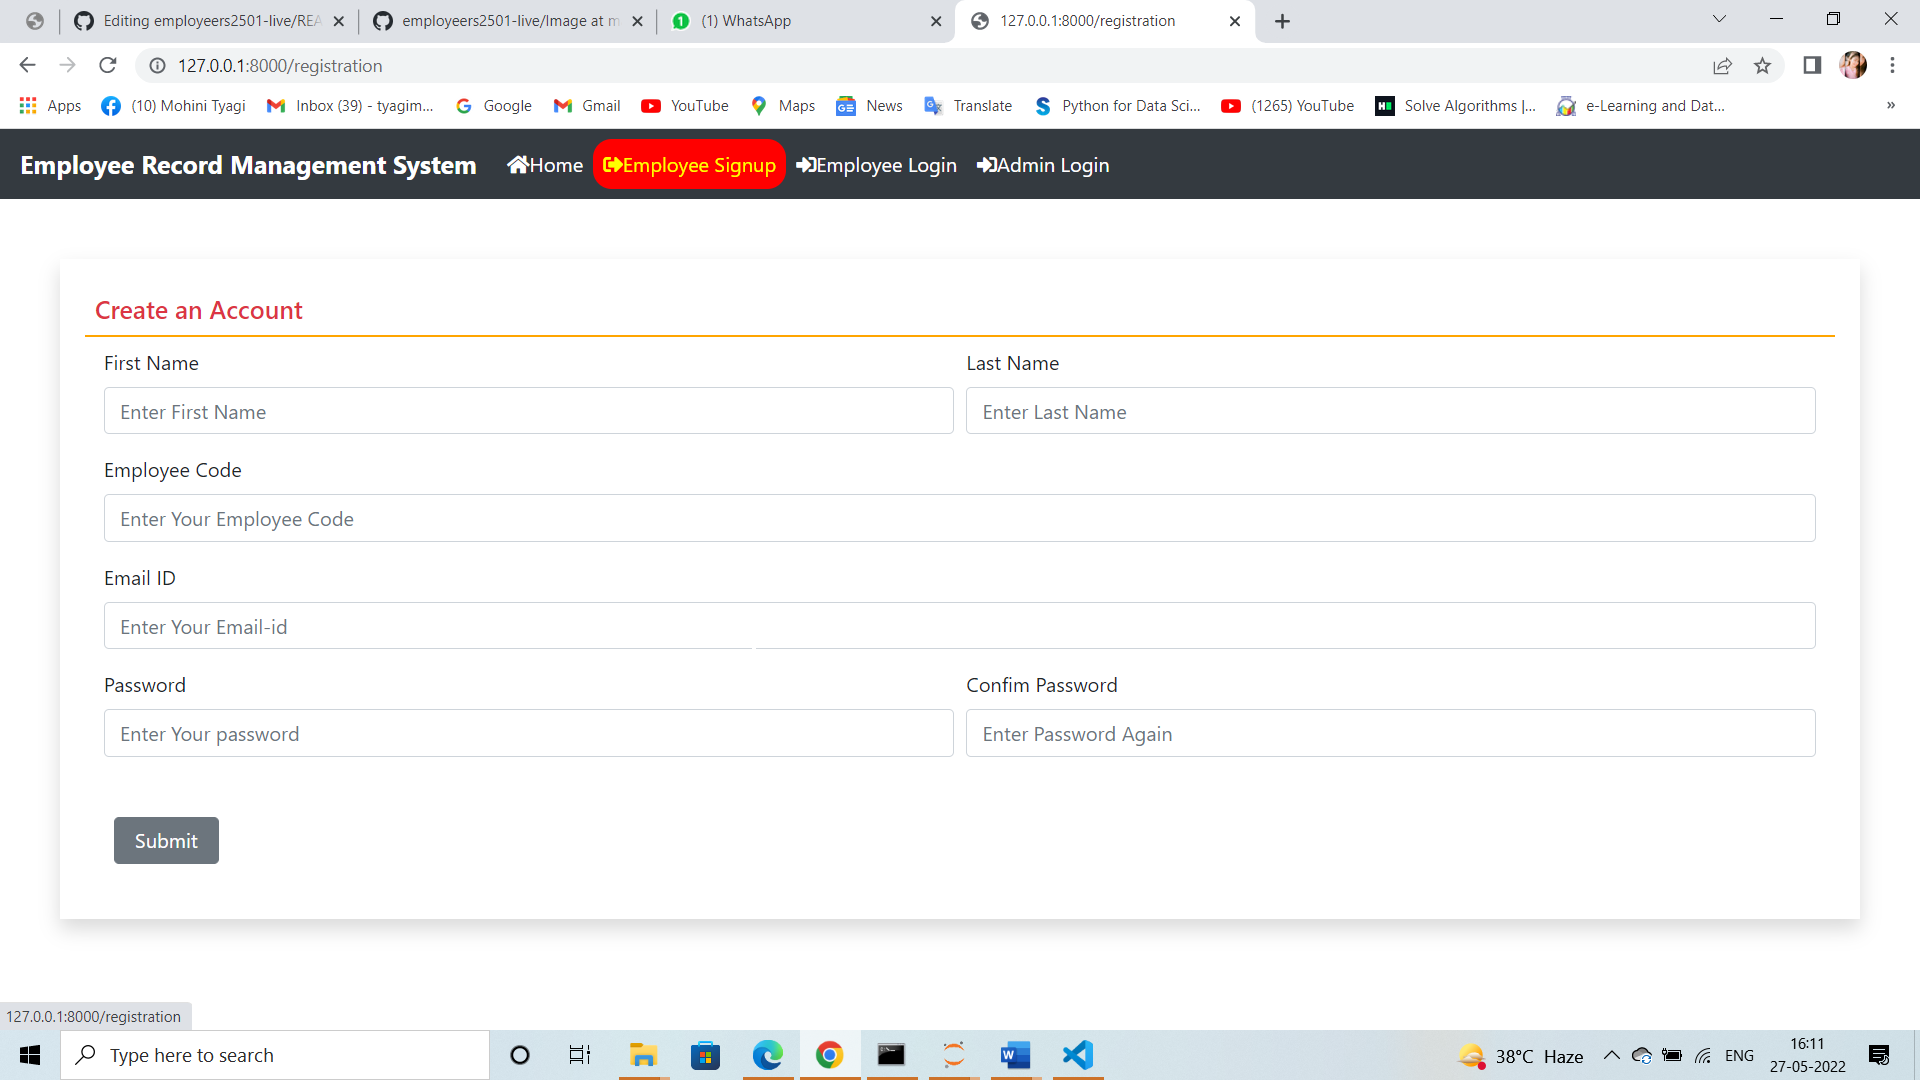 Editing employeers2501-live/REA
employeers2501-live/Image at m
(1) WhatsApp
127.0.0.1:8000/registration
127.0.0.1:8000/registration
Apps
(10) Mohini Tyagi
Inbox (39) - tyagim...
Google
Gmail
YouTube
Maps
News
Translate
Python for Data Sci...
(1265) YouTube
Solve Algorithms |...
e-Learning and Dat...
»
Employee Record Management System
Home
Employee Signup
Employee Login
Admin Login
Create an Account
First Name
Last Name
Enter First Name
Enter Last Name
Employee Code
Enter Your Employee Code
Email ID
Enter Your Email-id
Password
Confim Password
Enter Your password
Enter Password Again
Submit
127.0.0.1:8000/registration
Type here to search
38°C Haze
ENG
16:11
27-05-2022